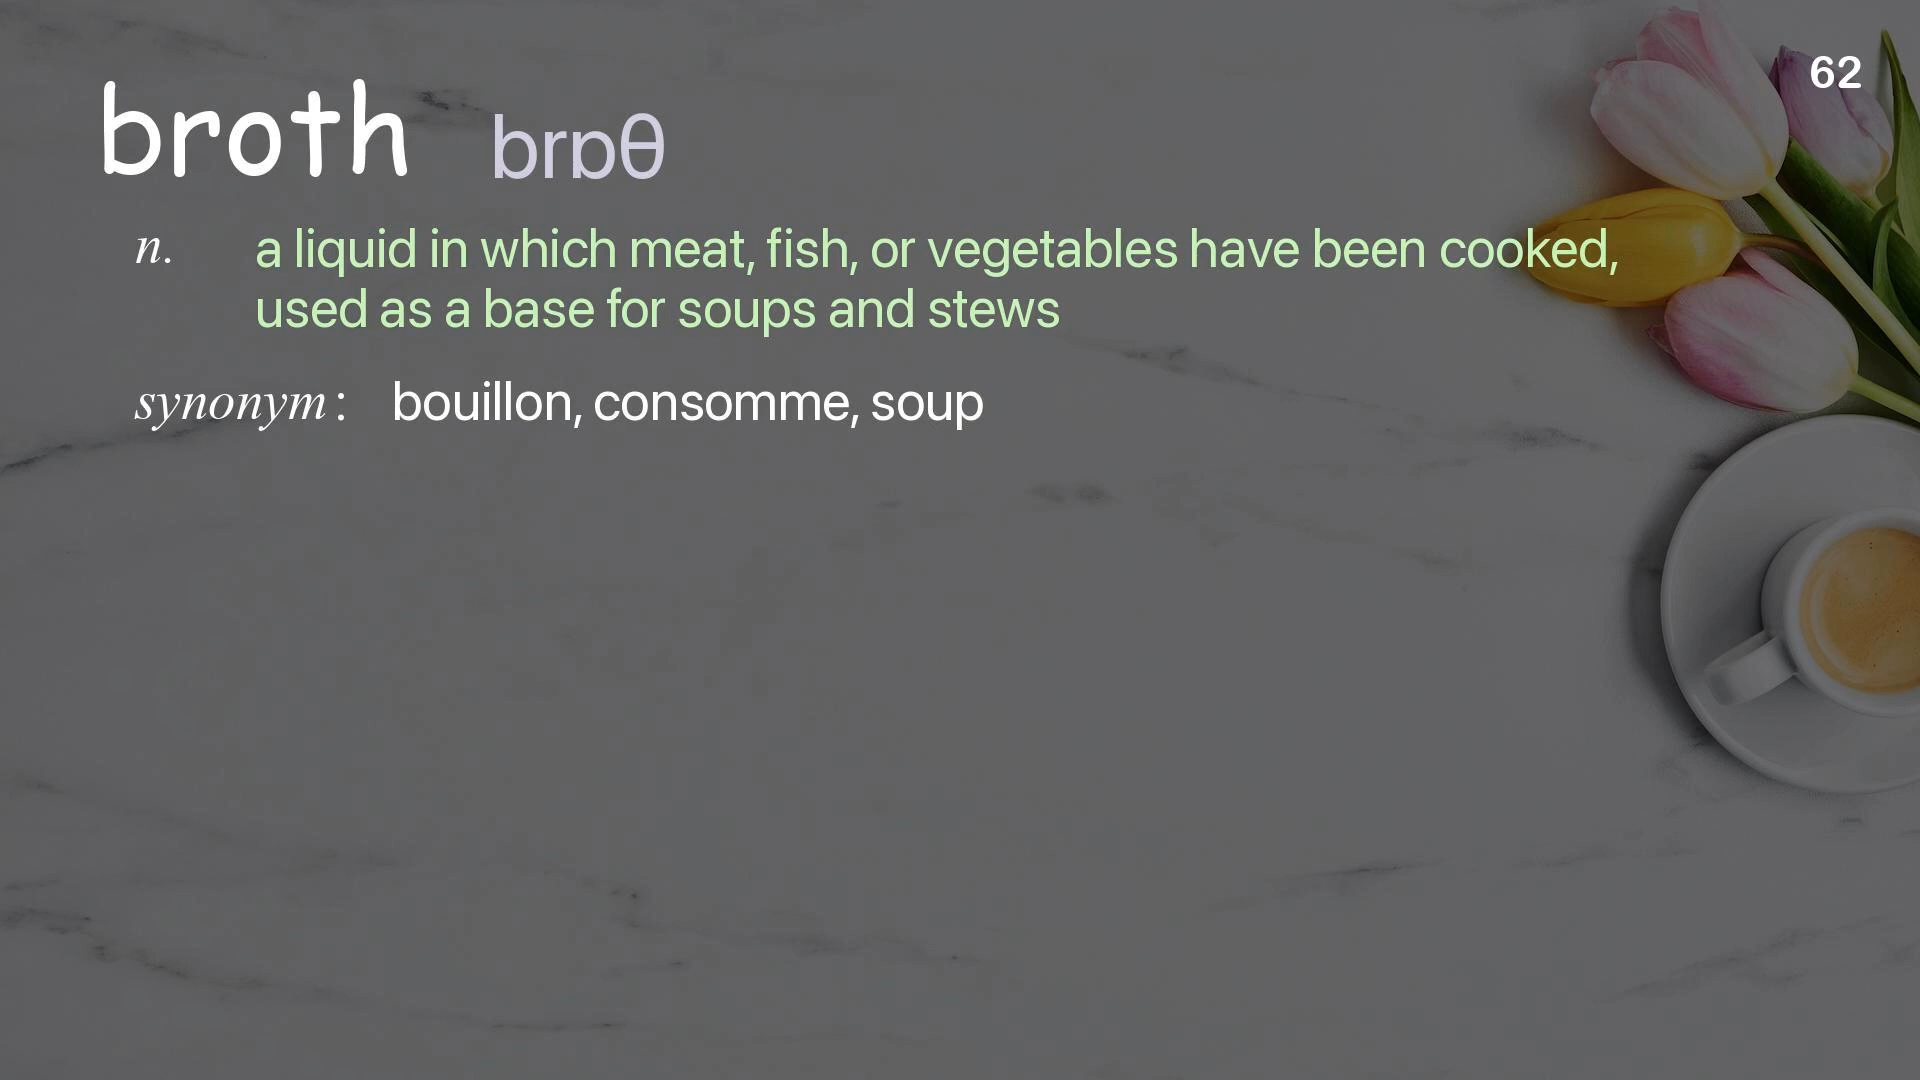 62
broth brɒθ
n. a liquid in which meat, fish, or vegetables have been cooked,
used as a base for soups and stews
synonym : bouillon, consomme, soup